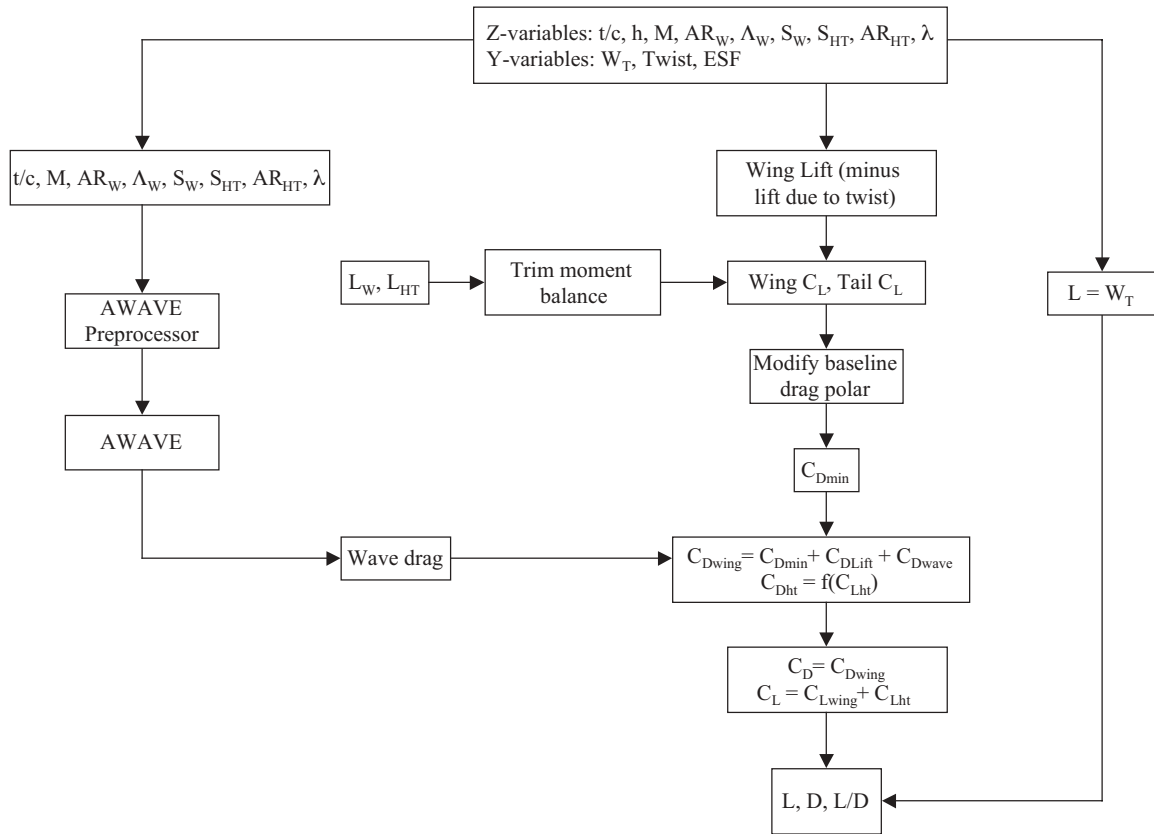 Z-variables: t/c, h, M, AR_W, Λ_W, S_W, S_HT, AR_HT, λ
Y-variables: W_T, Twist, ESF
t/c, M, AR_W, Λ_W, S_W, S_HT, AR_HT, λ
Wing Lift (minus
lift due to twist)
L_W, L_HT
Trim moment
balance
Wing C_L, Tail C_L
L = W_T
AWAVE
Preprocessor
Modify baseline
drag polar
AWAVE
C_Dmin
Wave drag
C_Dwing = C_Dmin + C_DLift + C_Dwave
C_Dht = f(C_Lht)
C_D = C_Dwing
C_L = C_Lwing + C_Lht
L, D, L/D